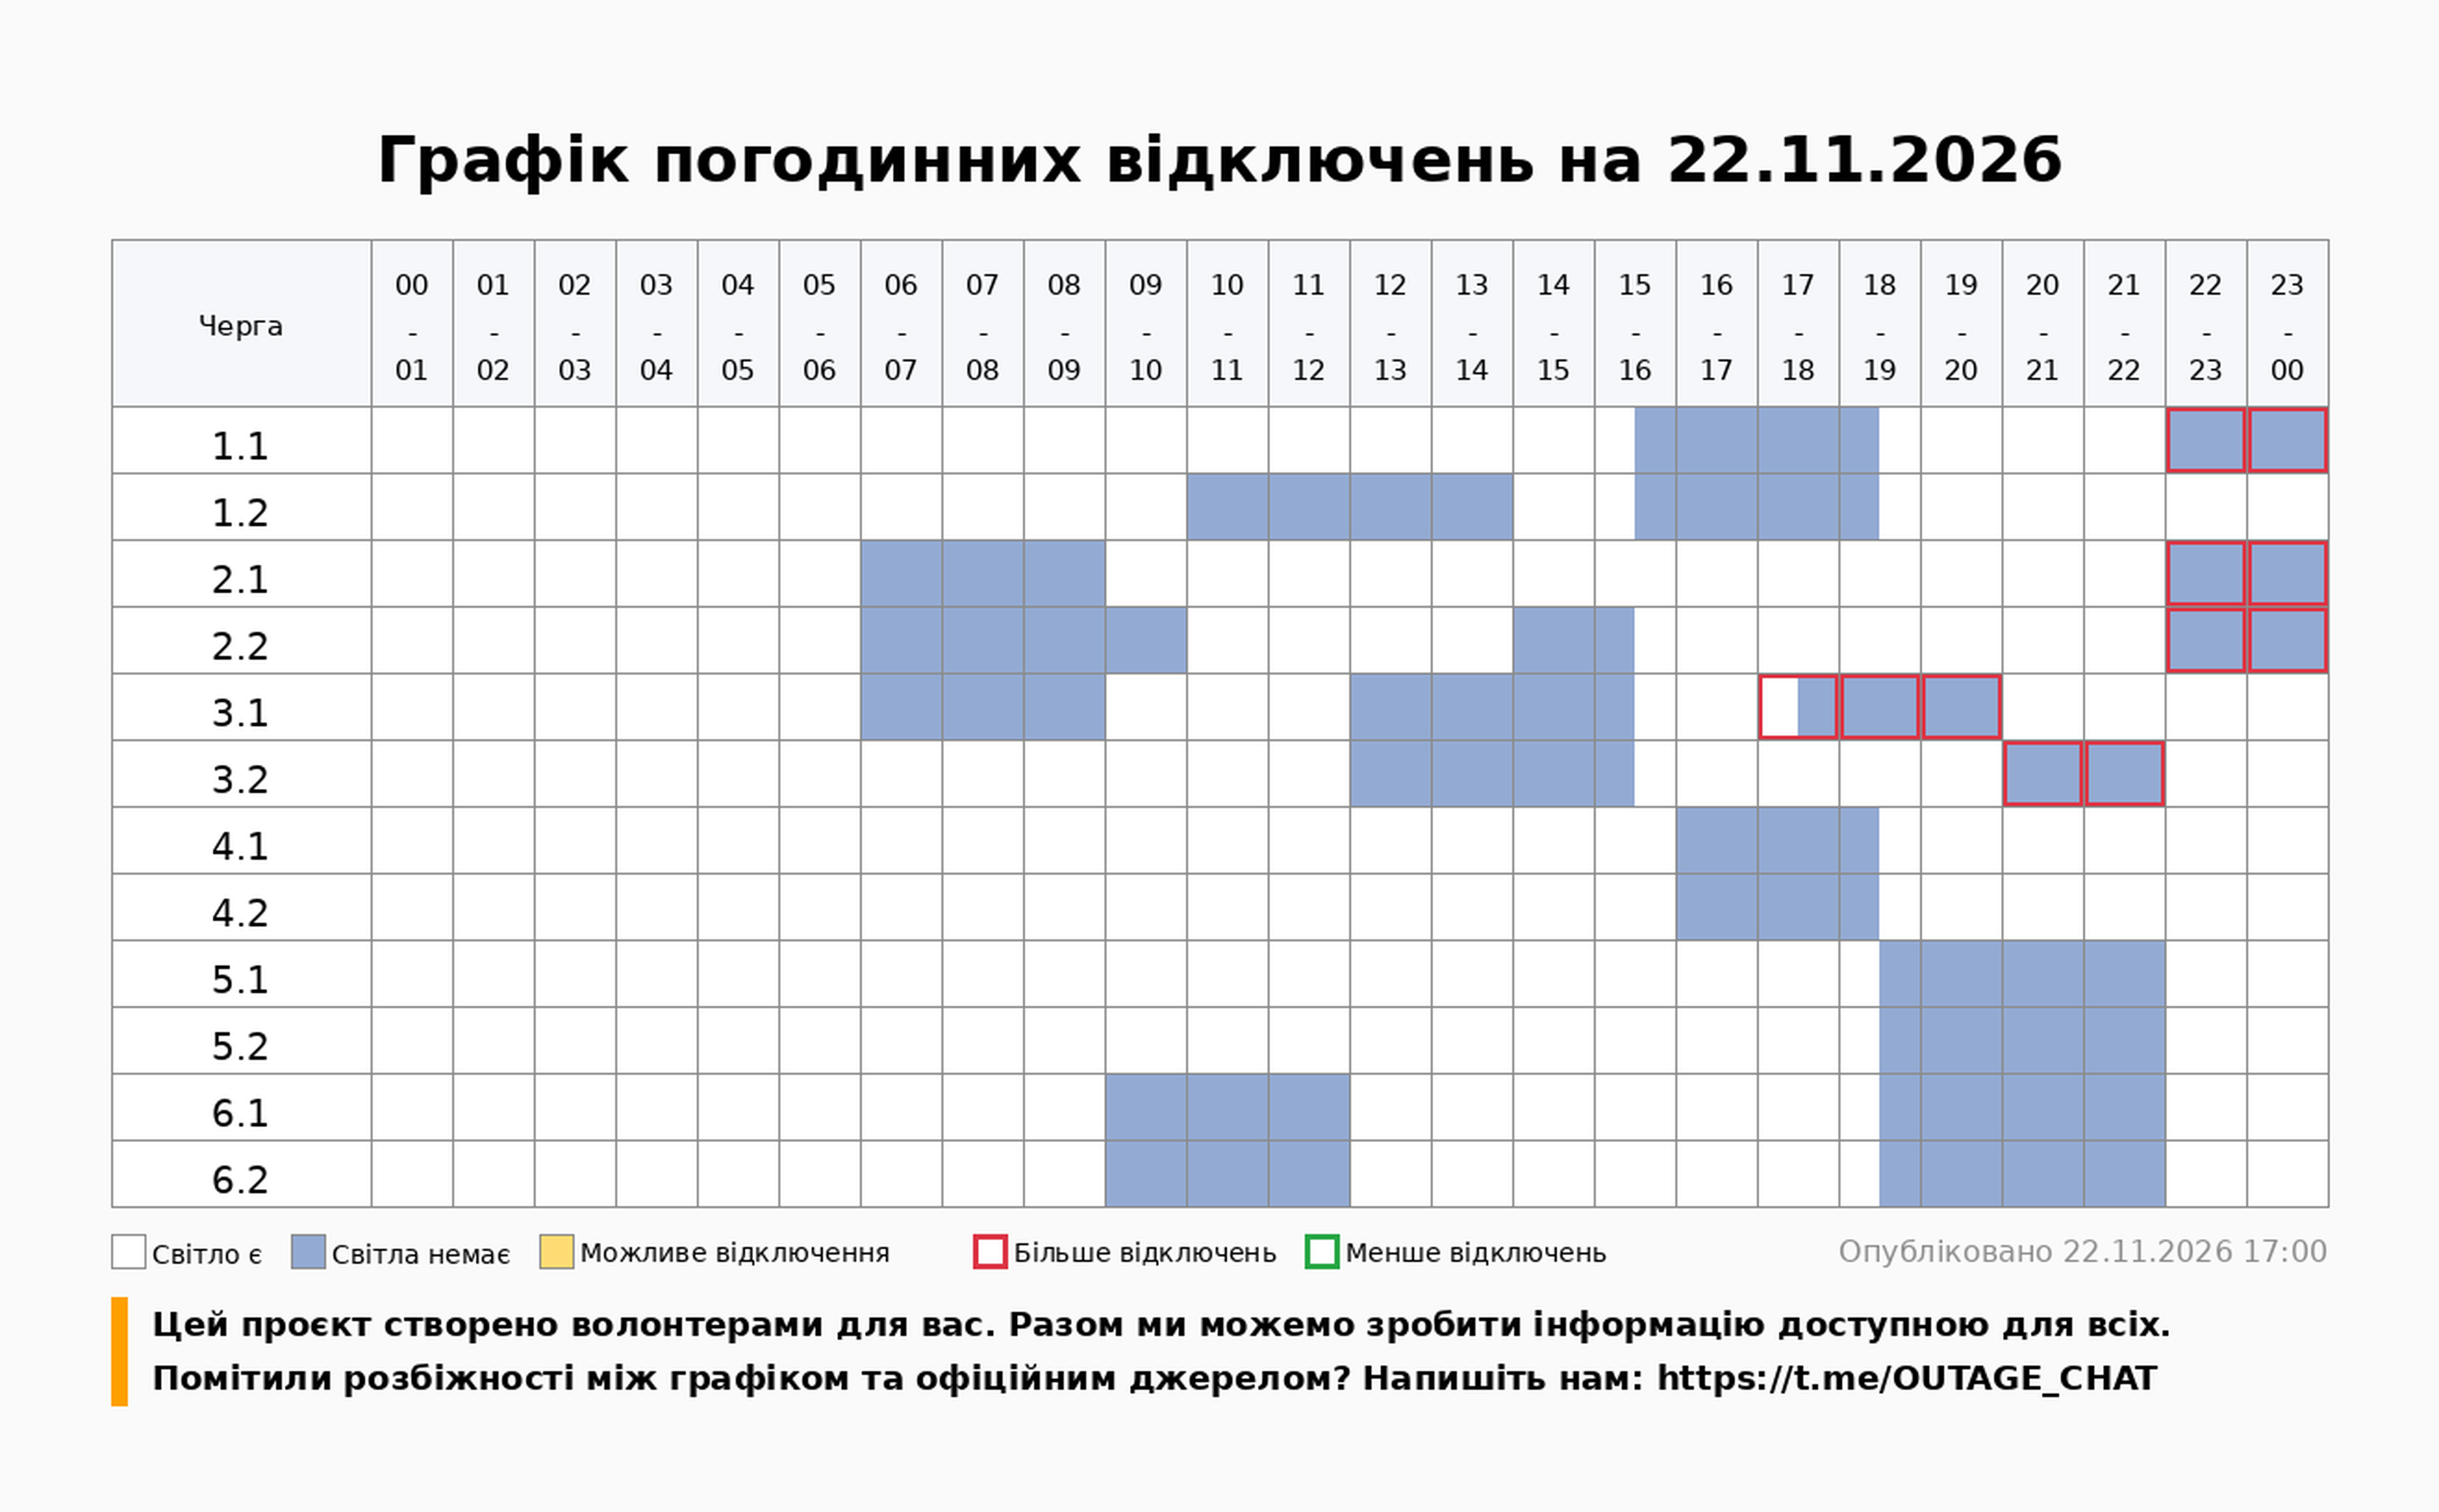 Графік погодинних відключень на 22.11.2026
Черга
00 - 01
01 - 02
02 - 03
03 - 04
04 - 05
05 - 06
06 - 07
07 - 08
08 - 09
09 - 10
10 - 11
11 - 12
12 - 13
13 - 14
14 - 15
15 - 16
16 - 17
17 - 18
18 - 19
19 - 20
20 - 21
21 - 22
22 - 23
23 - 00
1.1
1.2
2.1
2.2
3.1
3.2
4.1
4.2
5.1
5.2
6.1
6.2
Світло є
Світла немає
Можливе відключення
Більше відключень
Менше відключень
Опубліковано 22.11.2026 17:00
Цей проєкт створено волонтерами для вас. Разом ми можемо зробити інформацію доступною для всіх.
Помітили розбіжності між графіком та офіційним джерелом? Напишіть нам: https://t.me/OUTAGE_CHAT